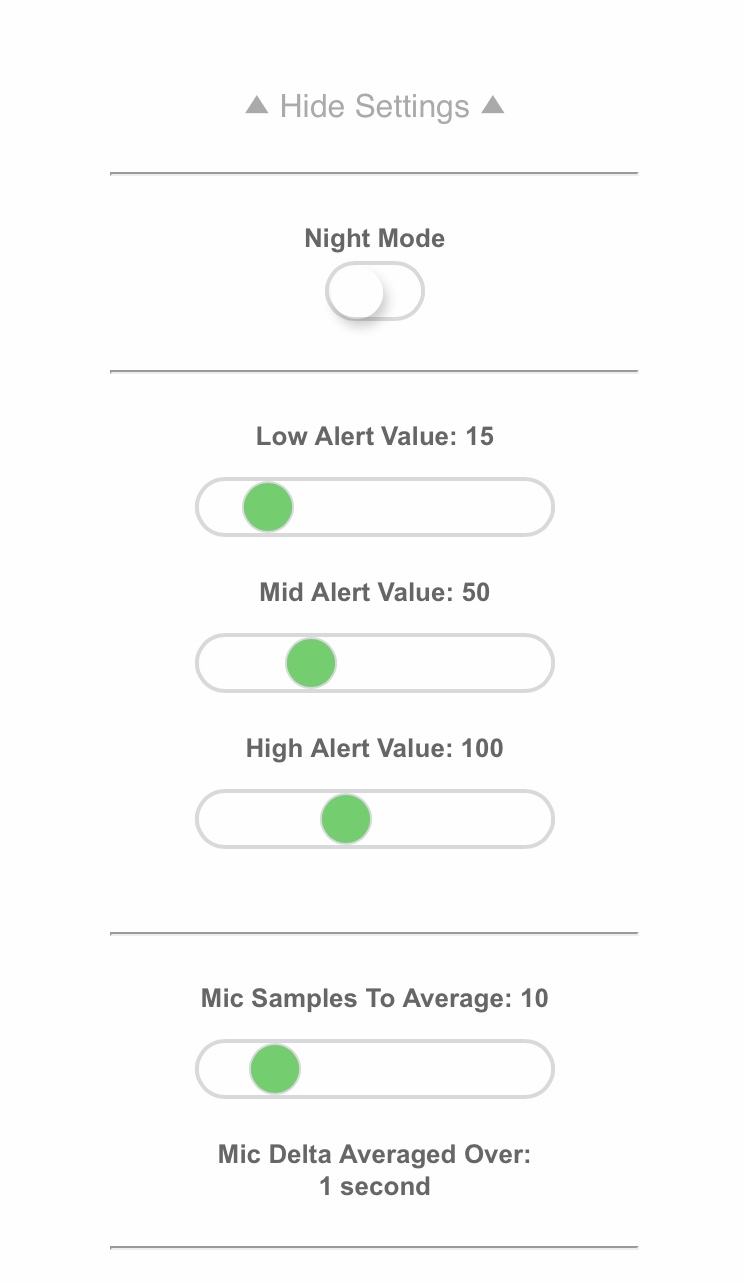 ▲ Hide Settings ▲
Night Mode
Low Alert Value: 15
Mid Alert Value: 50
High Alert Value: 100
Mic Samples To Average: 10
Mic Delta Averaged Over:
1 second